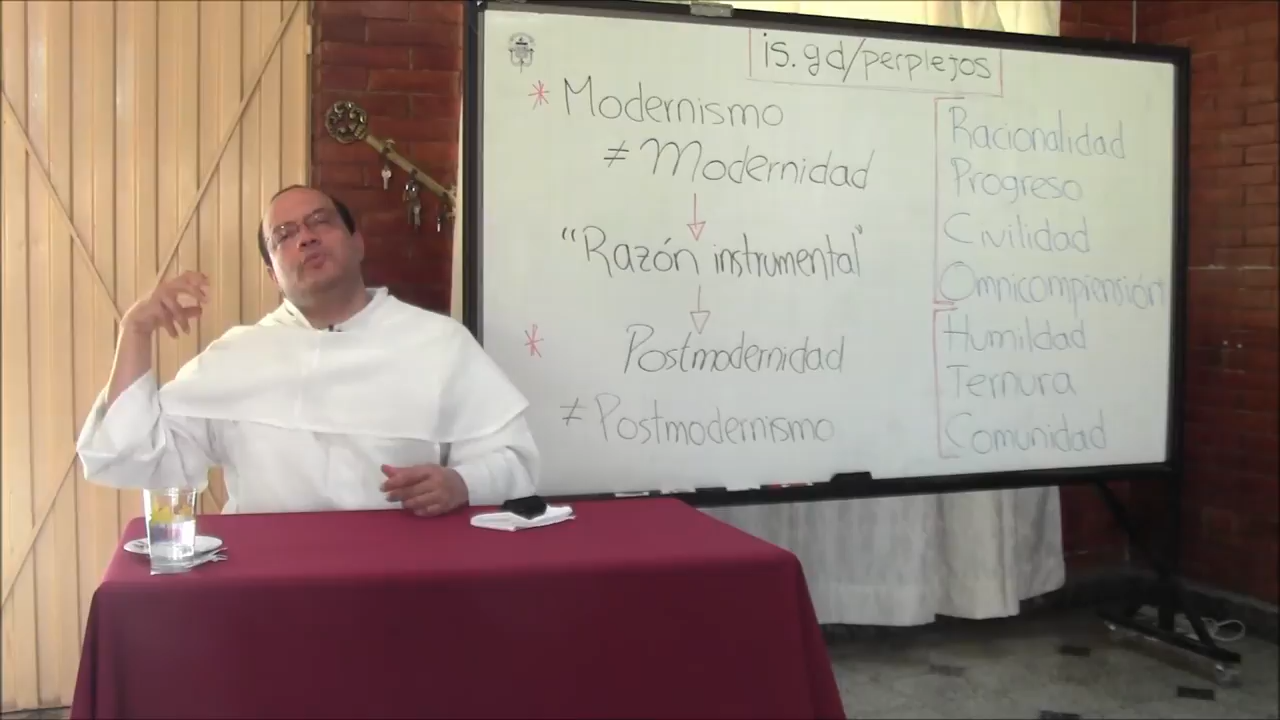 is.gd/perplejos
* Modernismo
≠ Modernidad
"Razón instrumental"
* Postmodernidad
≠ Postmodernismo
Racionalidad
Progreso
Civilidad
Omnicomprensión
Humildad
Ternura
Comunidad